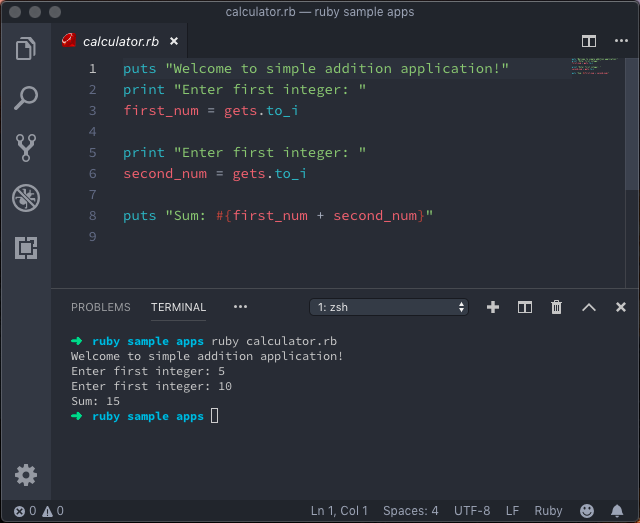 calculator.rb — ruby sample apps
calculator.rb
1 puts "Welcome to simple addition application!"
2 print "Enter first integer: "
3 first_num = gets.to_i
4
5 print "Enter first integer: "
6 second_num = gets.to_i
7
8 puts "Sum: #{first_num + second_num}"
9
PROBLEMS TERMINAL ••• 1: zsh
➜ ruby sample apps ruby calculator.rb
Welcome to simple addition application!
Enter first integer: 5
Enter first integer: 10
Sum: 15
➜ ruby sample apps
0 0 Ln 1, Col 1 Spaces: 4 UTF-8 LF Ruby